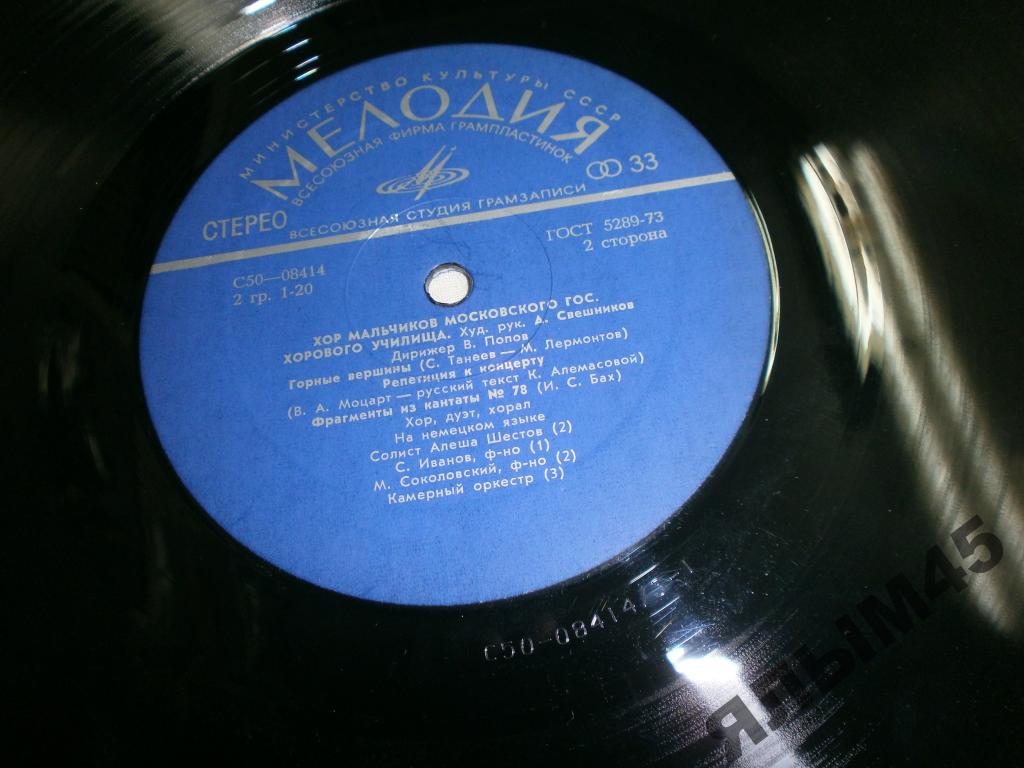 МИНИСТЕРСТВО КУЛЬТУРЫ СССР
МЕЛОДИЯ
ВСЕСОЮЗНАЯ ФИРМА ГРАМПЛАСТИНОК
33
СТЕРЕО
ВСЕСОЮЗНАЯ СТУДИЯ ГРАМЗАПИСИ
С50—08414
2 гр. 1-20
ГОСТ 5289-73
2 сторона
ХОР МАЛЬЧИКОВ МОСКОВСКОГО ГОС.
ХОРОВОГО УЧИЛИЩА. Худ. рук. А. Свешников
Дирижер В. Попов
Горные вершины (С. Танеев — М. Лермонтов)
Репетиция к концерту
(В. А. Моцарт — русский текст К. Алемасовой)
Фрагменты из кантаты № 78 (И. С. Бах)
Хор, дуэт, хорал
На немецком языке
Солист Алеша Шестов (2)
С. Иванов, ф-но (1)
М. Соколовский, ф-но (2)
Камерный оркестр (3)
С50-08414
ЯДЫМ45